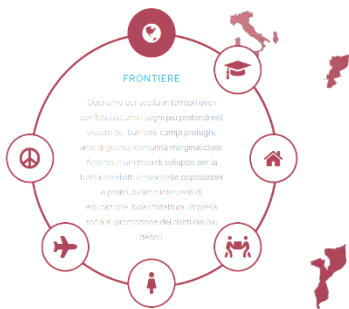 FRONTIERE
Operiamo per scelta in territori ove i
conflitti lasciano i segni più profondi nel
vissuto dei bambini: campi profughi,
aree di guerra, comunità marginalizzate.
Agiamo in un'ottica di sviluppo per la
tutela dei diritti umani delle popolazioni
e promuoviamo interventi di
educazione, bioarchitettura, impresa
sociale, promozione dei diritti dei più
deboli.